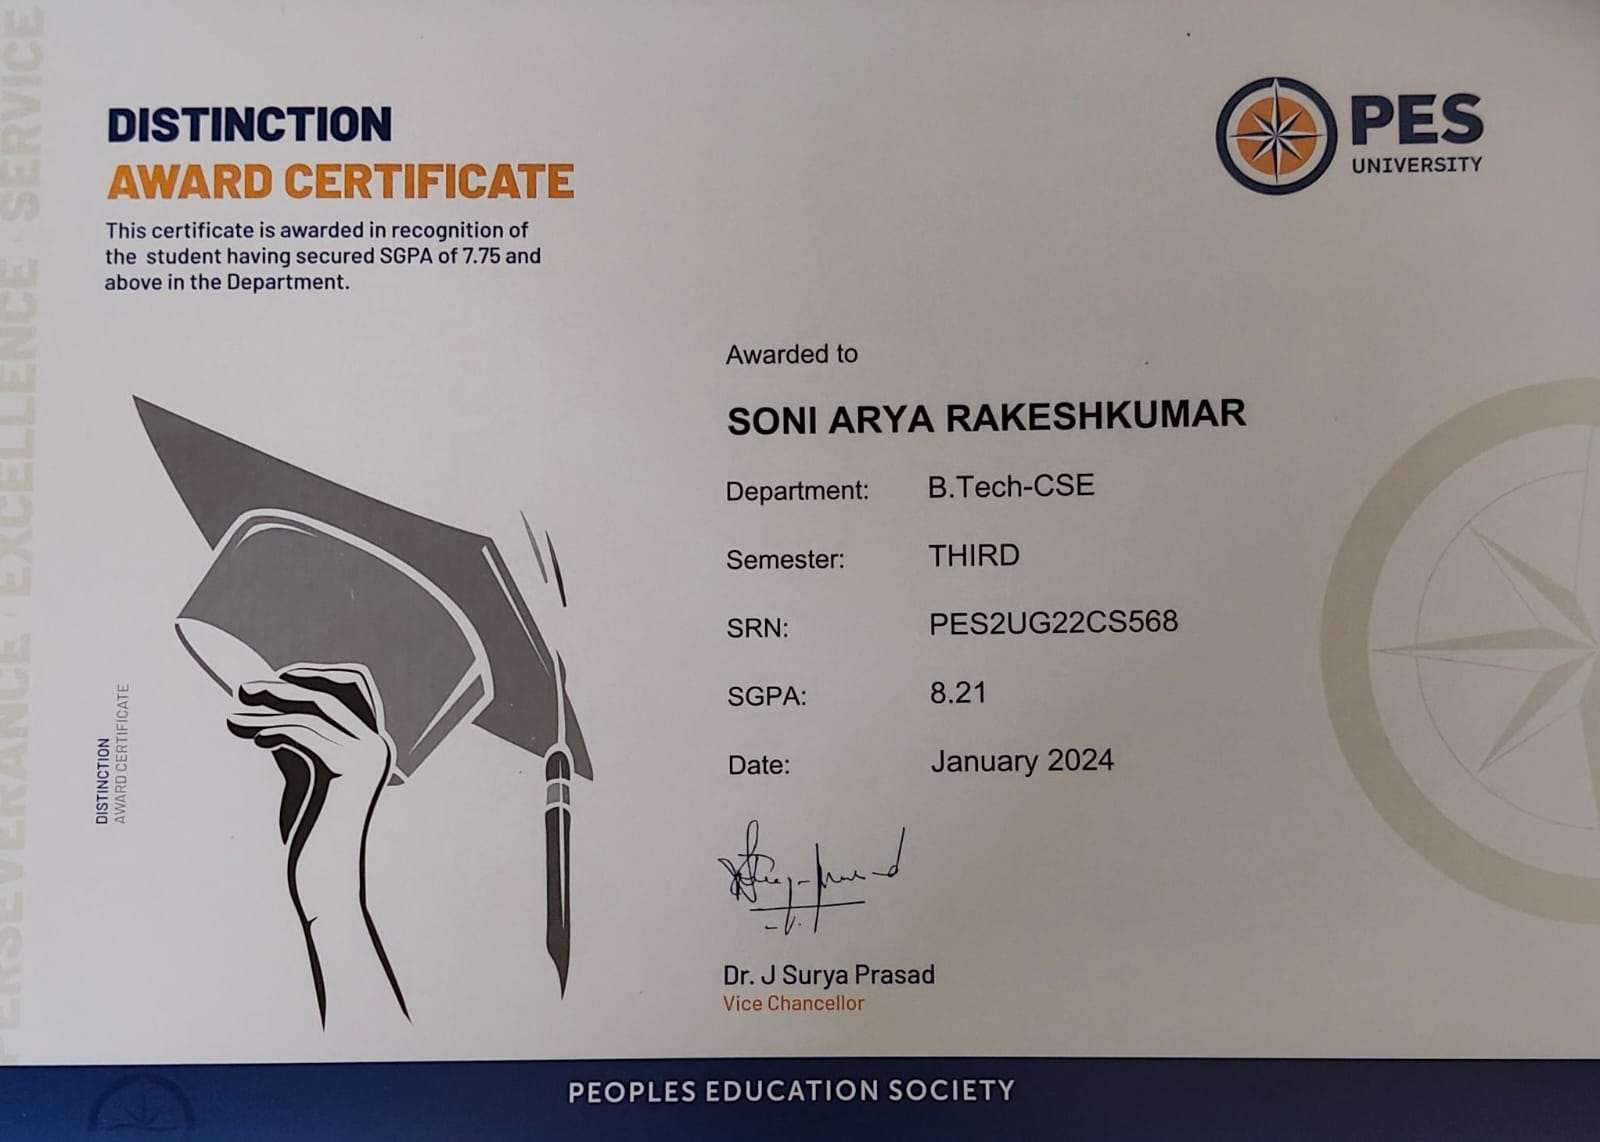 DISTINCTION
AWARD CERTIFICATE
This certificate is awarded in recognition of
the student having secured SGPA of 7.75 and
above in the Department.
PES
UNIVERSITY
Awarded to
SONI ARYA RAKESHKUMAR
Department: B.Tech-CSE
Semester: THIRD
SRN: PES2UG22CS568
SGPA: 8.21
Date: January 2024
Dr. J Surya Prasad
Vice Chancellor
DISTINCTION
AWARD CERTIFICATE
PERSEVERANCE · EXCELLENCE · SERVICE
PEOPLES EDUCATION SOCIETY